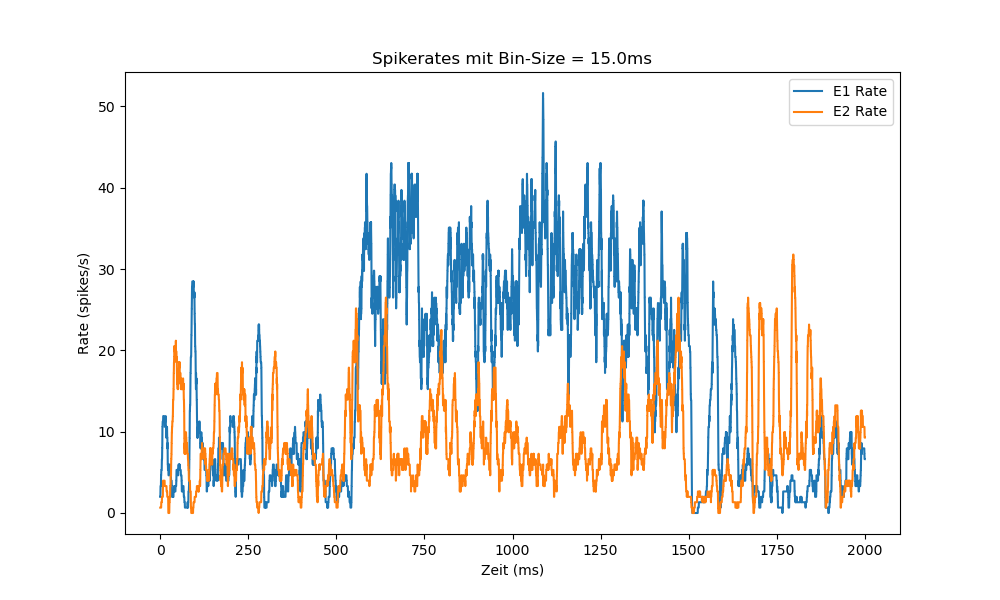 Spikerates mit Bin-Size = 15.0ms
E1 Rate
E2 Rate
50
40
30
20
10
0
Rate (spikes/s)
0 250 500 750 1000 1250 1500 1750 2000
Zeit (ms)